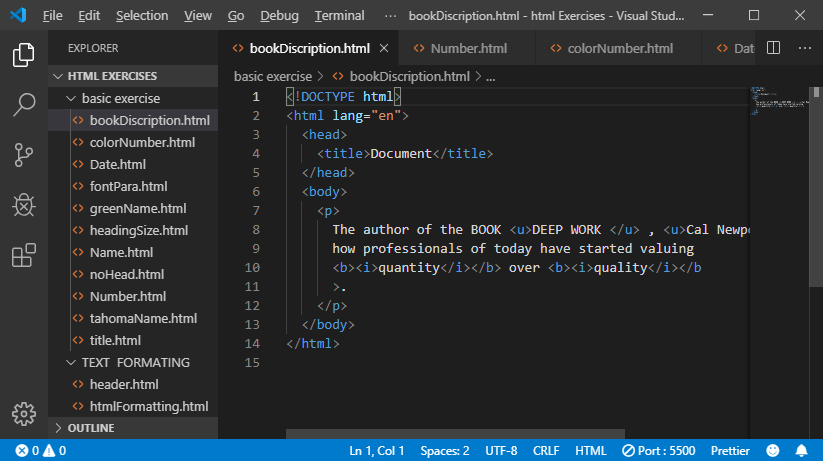 File Edit Selection View Go Debug Terminal ··· bookDiscription.html - html Exercises - Visual Stud...
EXPLORER
HTML EXERCISES
basic exercise
bookDiscription.html
colorNumber.html
Date.html
fontPara.html
greenName.html
headingSize.html
Name.html
noHead.html
Number.html
tahomaName.html
title.html
TEXT FORMATING
header.html
htmlFormatting.html
OUTLINE
bookDiscription.html Number.html colorNumber.html Dat
basic exercise > bookDiscription.html > ...
1 <!DOCTYPE html>
2 <html lang="en">
3 <head>
4 <title>Document</title>
5 </head>
6 <body>
7 <p>
8 The author of the BOOK <u>DEEP WORK </u> , <u>Cal Newpo
9 how professionals of today have started valuing
10 <b><i>quantity</i></b> over <b><i>quality</i></b
11 >.
12 </p>
13 </body>
14 </html>
15
0 0 Ln 1, Col 1 Spaces: 2 UTF-8 CRLF HTML Port : 5500 Prettier